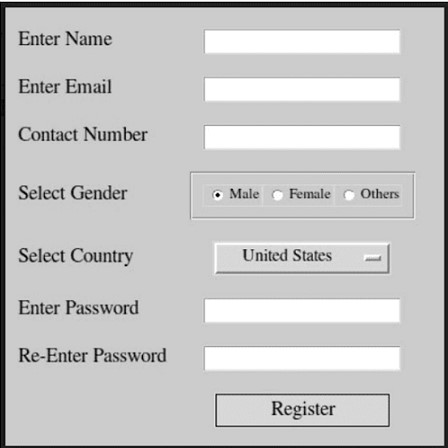 Enter Name
Enter Email
Contact Number
Select Gender Male Female Others
Select Country United States
Enter Password
Re-Enter Password
Register